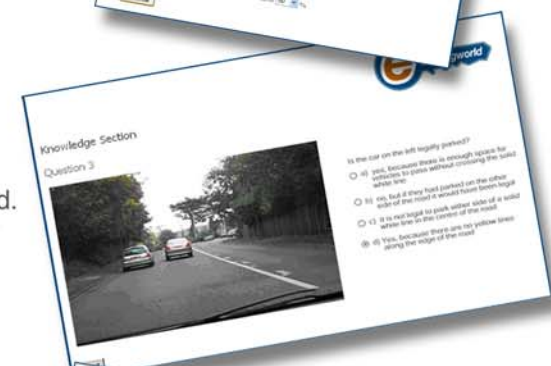 gworld
Knowledge Section
Question 3
d.
Is the car on the left legally parked?
a) yes, because there is enough space for
vehicles to pass without crossing the solid
white line
b) no, but if they had parked on the other
side of the road it would have been legal
c) It is not legal to park either side of a solid
white line in the centre of the road
d) Yes, because there are no yellow lines
along the edge of the road